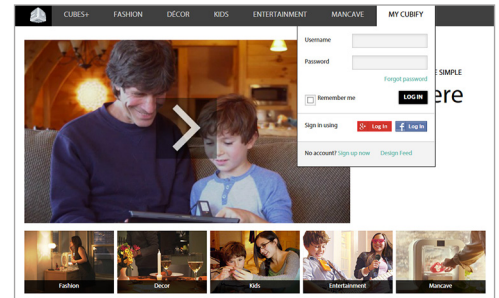 CUBES+ FASHION DÉCOR KIDS ENTERTAINMENT MANCAVE MY CUBIFY
Username
Password
Forgot password
Remember me LOG IN
Sign in using g+ Log In f Log In
No account? Sign up now Design Feed
SIMPLE
ere
Fashion Decor Kids Entertainment Mancave